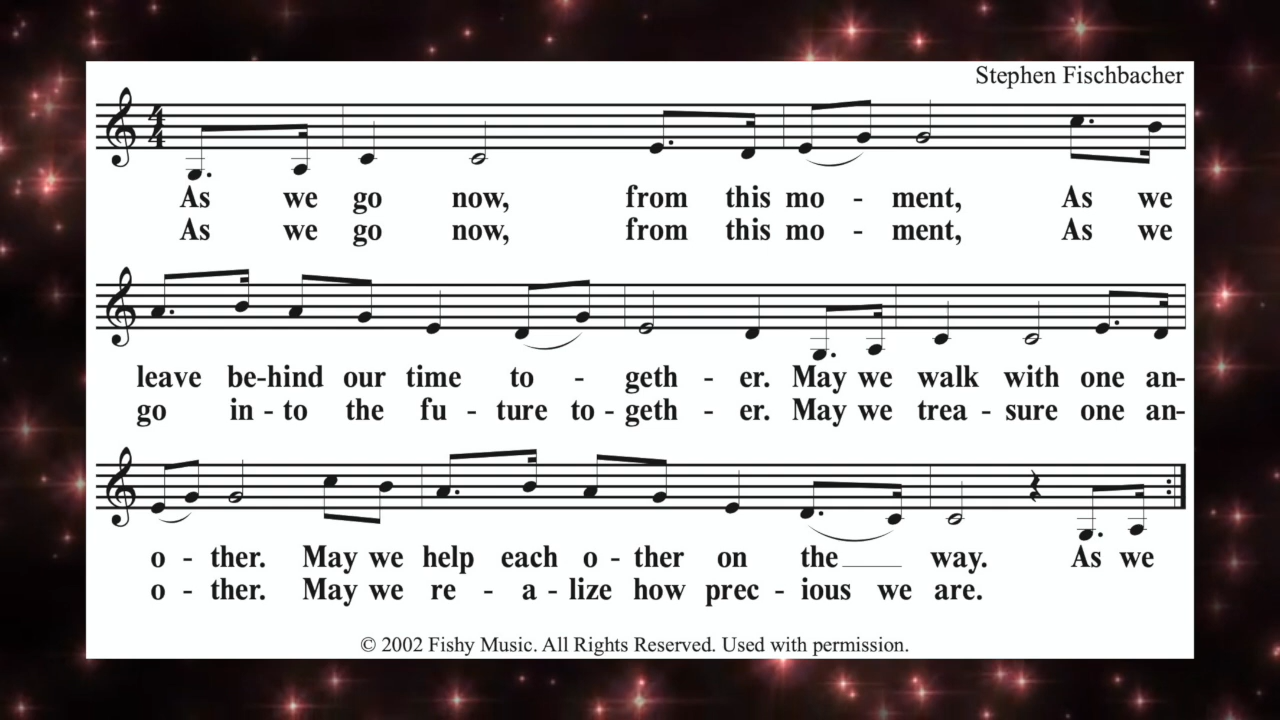 Stephen Fischbacher
4
4
As we go now, from this mo - ment, As we
As we go now, from this mo - ment, As we
leave be-hind our time to - geth - er. May we walk with one an-
go in - to the fu - ture to - geth - er. May we trea - sure one an-
o - ther. May we help each o - ther on the___ way. As we
o - ther. May we re - a - lize how prec - ious we are.
© 2002 Fishy Music. All Rights Reserved. Used with permission.